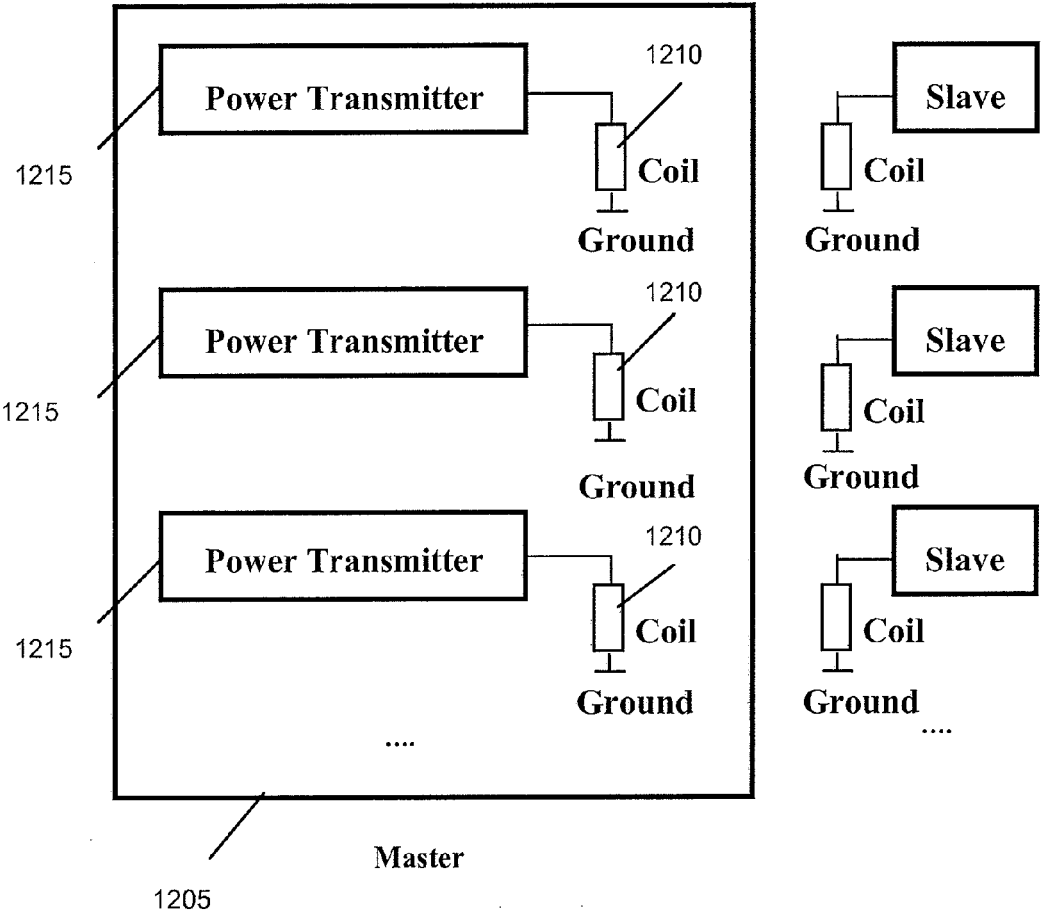 1210
Power Transmitter
Slave
1215
Coil
Coil
Ground
Ground
1210
Power Transmitter
Slave
1215
Coil
Coil
Ground
Ground
1210
Power Transmitter
Slave
1215
Coil
Coil
Ground
Ground
....
....
Master
1205